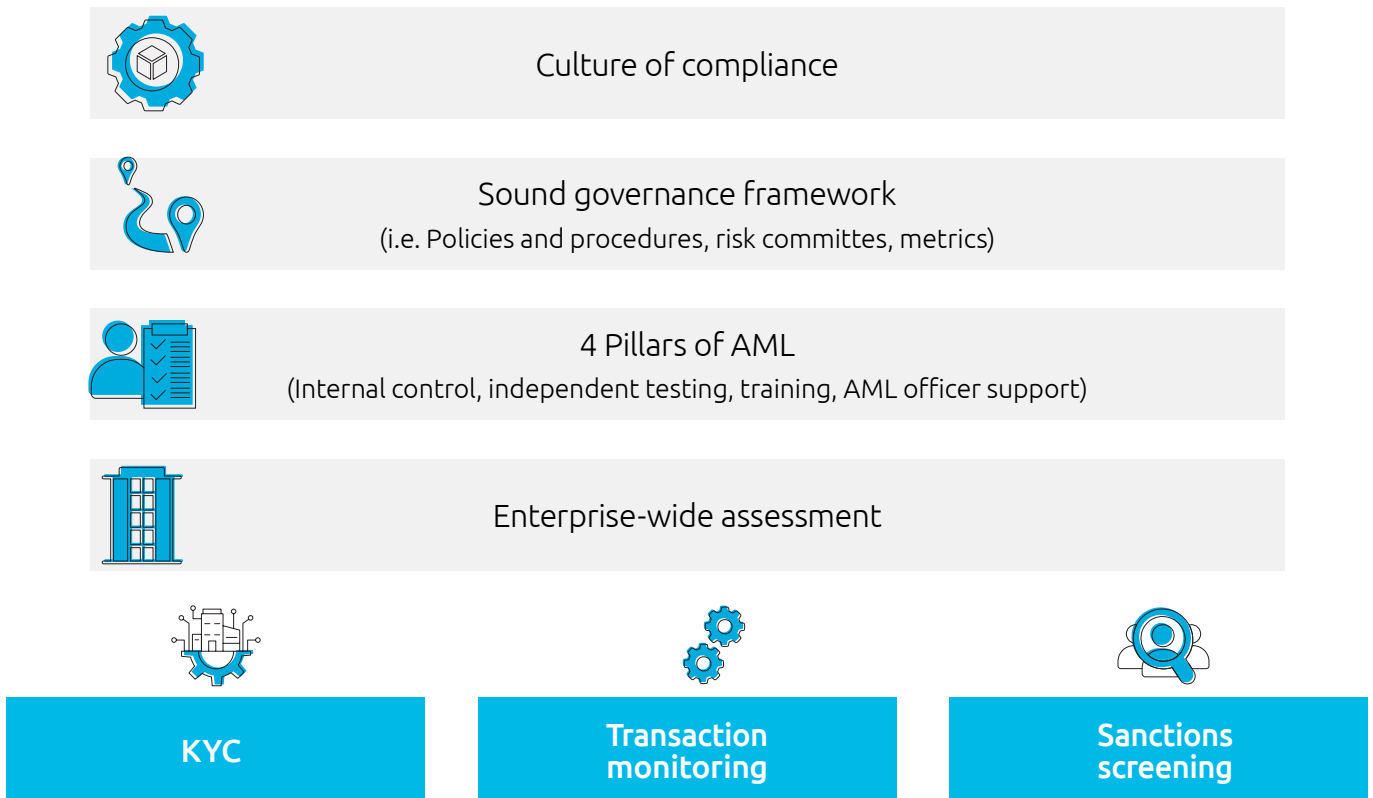 Culture of compliance
Sound governance framework
(i.e. Policies and procedures, risk committes, metrics)
4 Pillars of AML
(Internal control, independent testing, training, AML officer support)
Enterprise-wide assessment
KYC
Transaction
monitoring
Sanctions
screening